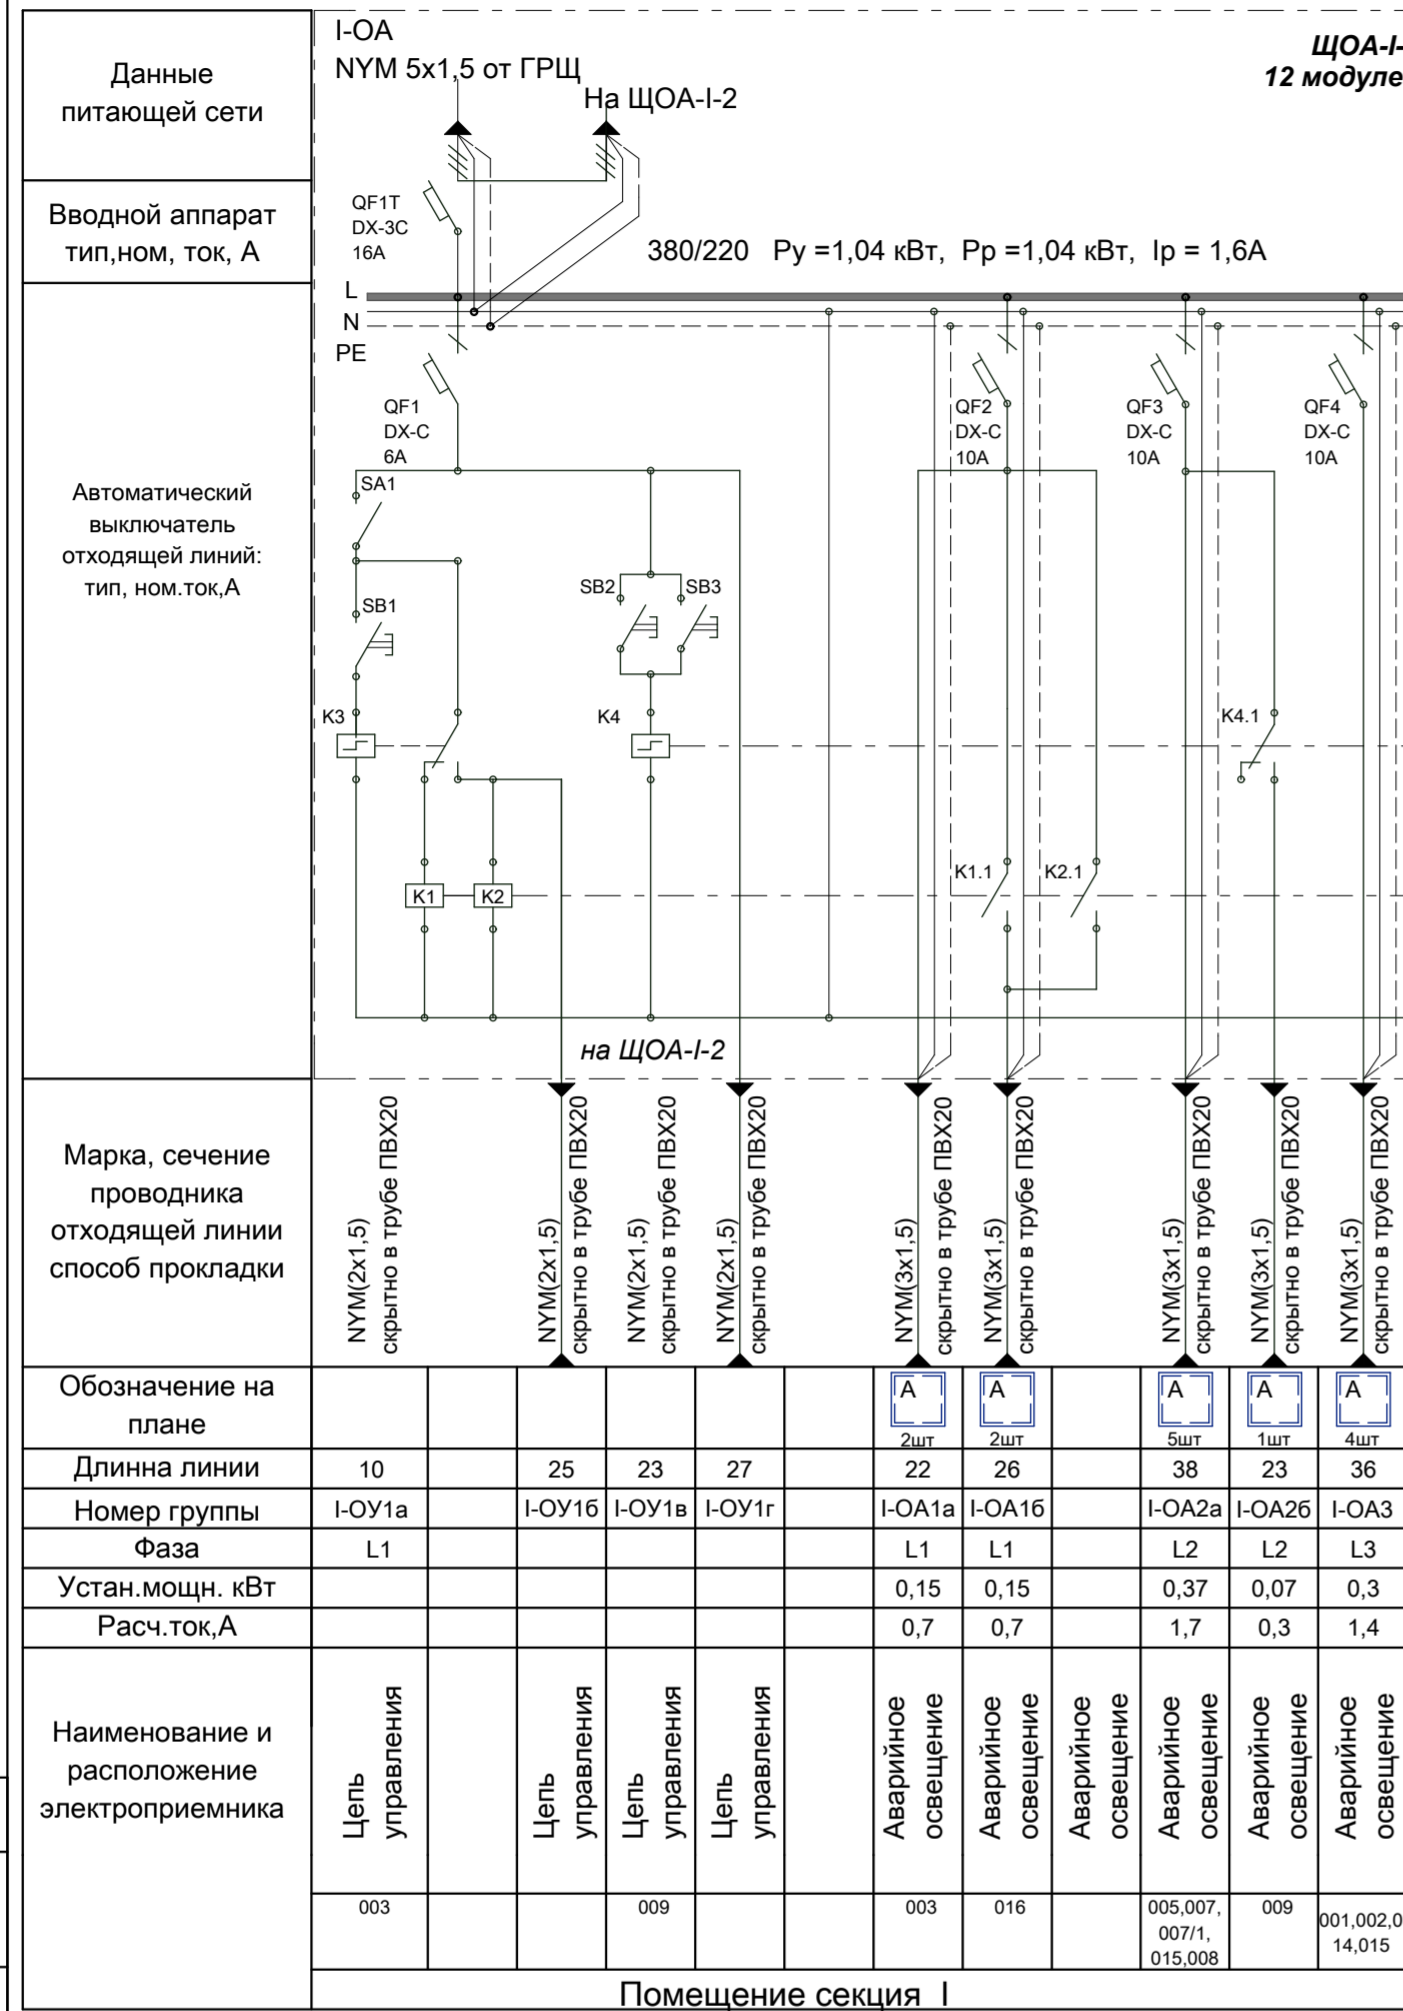 Данные
питающей сети
I-ОА
NYM 5x1,5 от ГРЩ
На ЩОА-I-2
ЩОА-I-
12 модуле
Вводной аппарат
тип,ном, ток, А
QF1T
DX-3C
16A
380/220 Ру =1,04 кВт, Рр =1,04 кВт, Iр = 1,6А
L
N
PE
Автоматический
выключатель
отходящей линий:
тип, ном.ток,А
QF1
DX-C
6A
QF2
DX-C
10A
QF3
DX-C
10A
QF4
DX-C
10A
SA1
SB1
SB2
SB3
K3
K4
K4.1
K1
K2
K1.1
K2.1
на ЩОА-I-2
Марка, сечение
проводника
отходящей линии
способ прокладки
NYM(2x1,5)
скрытно в трубе ПВХ20
NYM(2x1,5)
скрытно в трубе ПВХ20
NYM(2x1,5)
скрытно в трубе ПВХ20
NYM(2x1,5)
скрытно в трубе ПВХ20
NYM(3x1,5)
скрытно в трубе ПВХ20
NYM(3x1,5)
скрытно в трубе ПВХ20
NYM(3x1,5)
скрытно в трубе ПВХ20
NYM(3x1,5)
скрытно в трубе ПВХ20
NYM(3x1,5)
скрытно в трубе ПВХ20
Обозначение на
плане
A A A A A
2шт 2шт 5шт 1шт 4шт
Длинна линии 10 25 23 27 22 26 38 23 36
Номер группы I-ОУ1а I-ОУ1б I-ОУ1в I-ОУ1г I-ОА1а I-ОА1б I-ОА2а I-ОА2б I-ОА3
Фаза L1 L1 L1 L2 L2 L3
Устан.мощн. кВт 0,15 0,15 0,37 0,07 0,3
Расч.ток,А 0,7 0,7 1,7 0,3 1,4
Наименование и
расположение
электроприемника
Цепь
управления
Цепь
управления
Цепь
управления
Цепь
управления
Аварийное
освещение
Аварийное
освещение
Аварийное
освещение
Аварийное
освещение
Аварийное
освещение
Аварийное
освещение
003 009 003 016
005,007,
007/1,
015,008
009
001,002,0
14,015
Помещение секция I